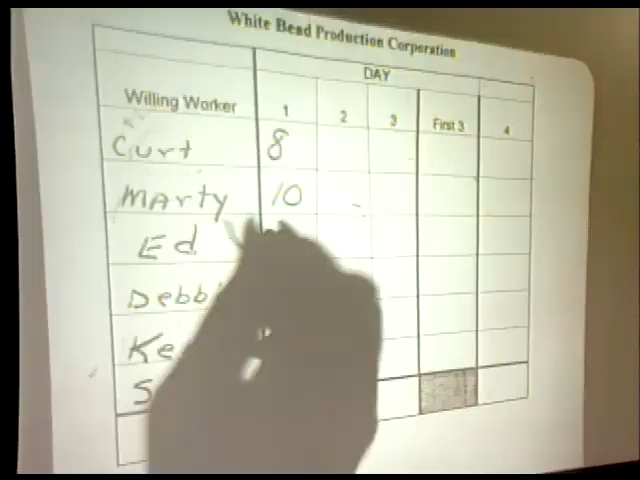 White Bead Production Corporation
DAY
Willing Worker 1 2 3 First 3 4
Curt 8
Marty 10
Ed